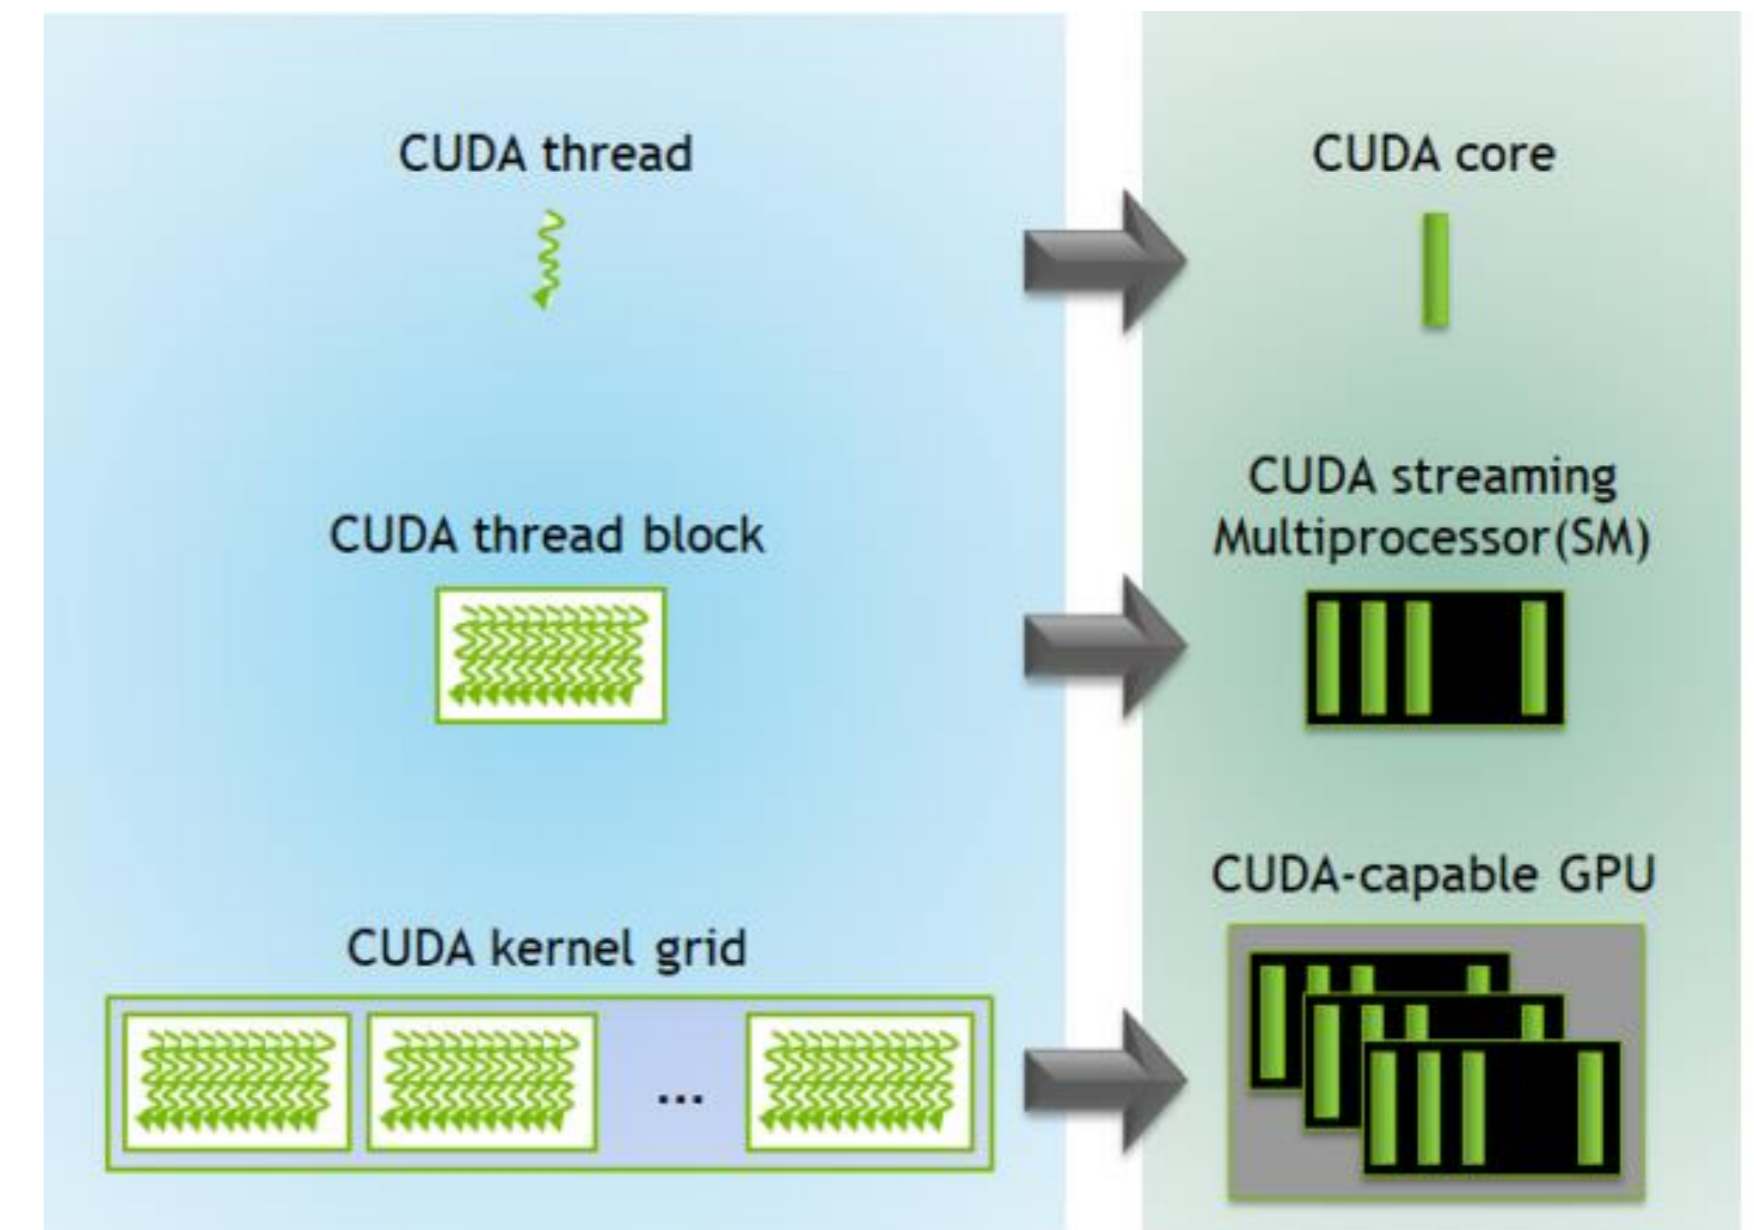 CUDA thread
CUDA core
CUDA thread block
CUDA streaming
Multiprocessor(SM)
CUDA kernel grid
...
CUDA-capable GPU